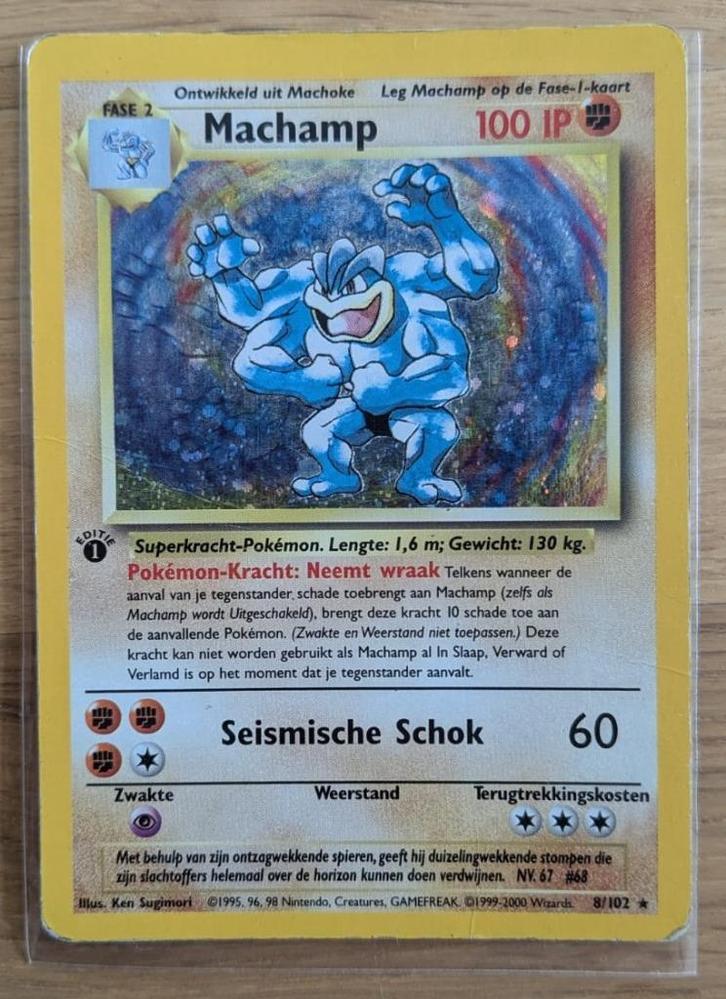 Ontwikkeld uit Machoke Leg Machamp op de Fase-1-kaart
FASE 2
Machamp 100 IP
EDITIE
1
Superkracht-Pokémon. Lengte: 1,6 m; Gewicht: 130 kg.
Pokémon-Kracht: Neemt wraak Telkens wanneer de
aanval van je tegenstander schade toebrengt aan Machamp (zelfs als
Machamp wordt Uitgeschakeld), brengt deze kracht 10 schade toe aan
de aanvallende Pokémon. (Zwakte en Weerstand niet toepassen.) Deze
kracht kan niet worden gebruikt als Machamp al In Slaap, Verward of
Verlamd is op het moment dat je tegenstander aanvalt.
Seismische Schok 60
Zwakte Weerstand Terugtrekkingskosten
Met behulp van zijn ontzagwekkende spieren, geeft hij duizelingwekkende stompen die
zijn slachtoffers helemaal over de horizon kunnen doen verdwijnen. NV. 67 #68
Illus. Ken Sugimori ©1995, 96, 98 Nintendo, Creatures, GAMEFREAK. ©1999-2000 Wizards. 8/102 ★